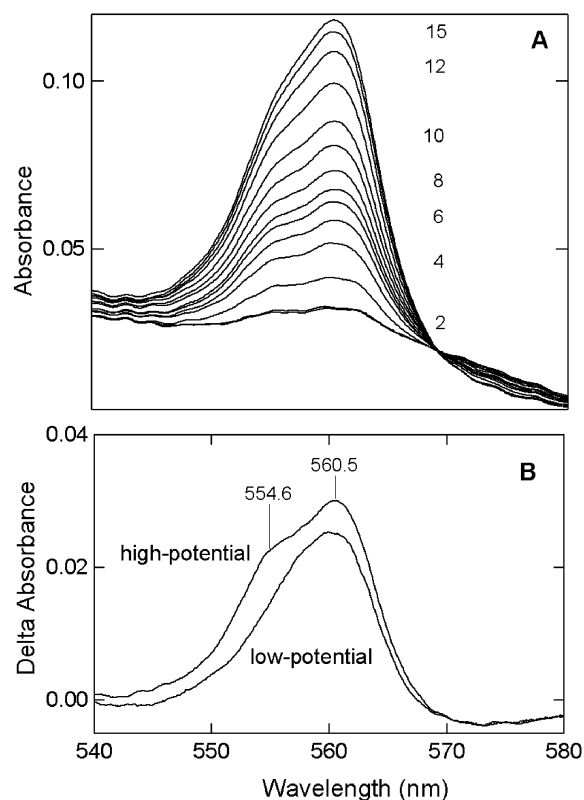 A
15
12
0.10
10
8
6
0.05
4
2
Absorbance
0.04
B
560.5
554.6
high-potential
0.02
low-potential
0.00
Delta Absorbance
540 550 560 570 580
Wavelength (nm)